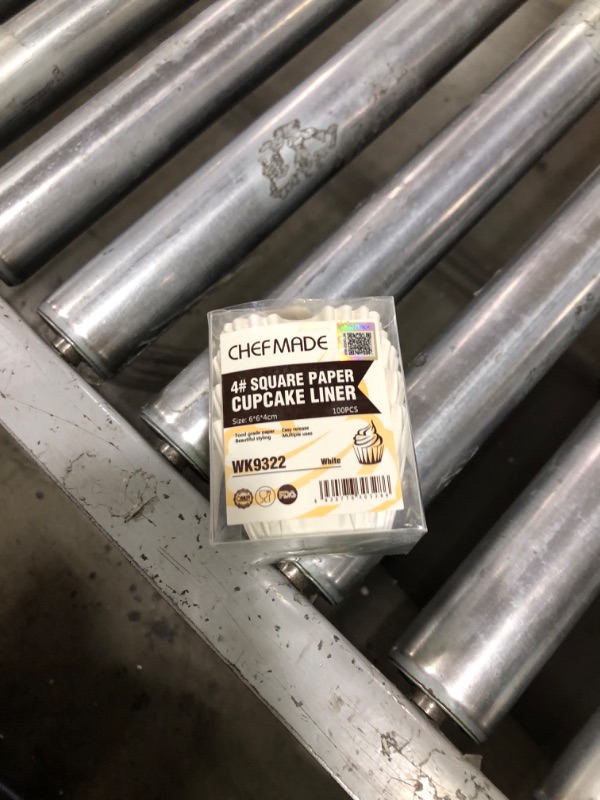 CHEFMADE
4# SQUARE PAPER
CUPCAKE LINER
Size: 6*6*4cm 100PCS
Food grade paper Easy release
Beautiful styling Multiple uses
WK9322 White
FDA